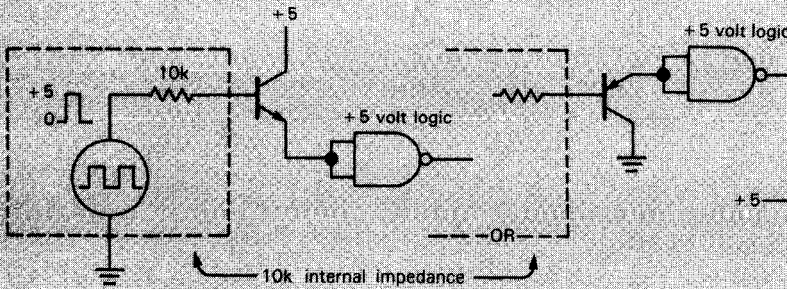 +5
+5 volt logic
10k
+5
0
+5 volt logic
+5
OR
10k internal impedance